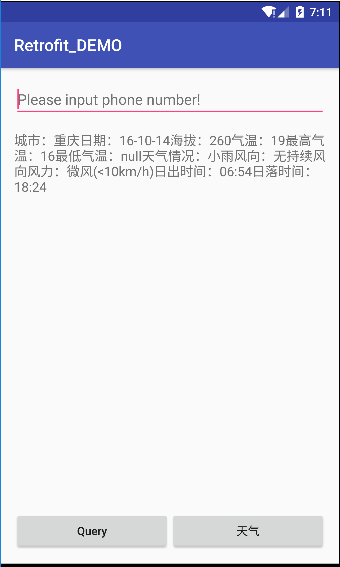 7:11
Retrofit_DEMO
Please input phone number!
城市：重庆日期：16-10-14海拔：260气温：19最高气
温：16最低气温：null天气情况：小雨风向：无持续风
向风力：微风(<10km/h)日出时间：06:54日落时间：
18:24
Query
天气